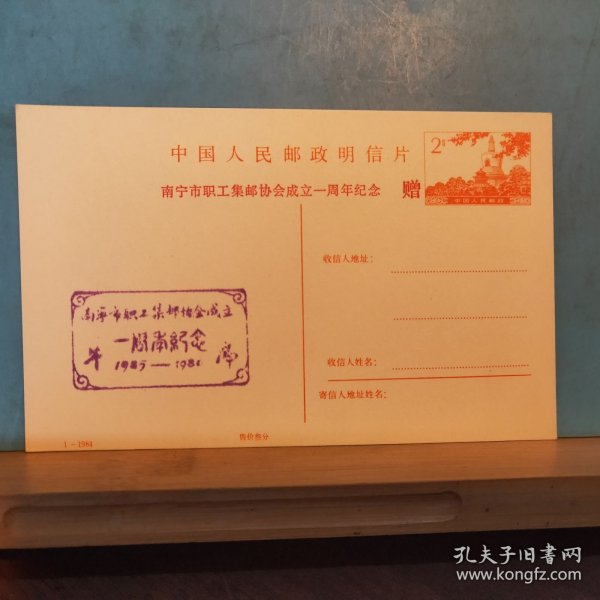 中国人民邮政明信片
2分
中国人民邮政
南宁市职工集邮协会成立一周年纪念 赠
收信人地址：
收信人姓名：
寄信人地址姓名：
南宁市职工集邮协会成立
一周年纪念
1985—1986
1－1984
售价叁分
孔夫子旧书网
www.kongfz.com